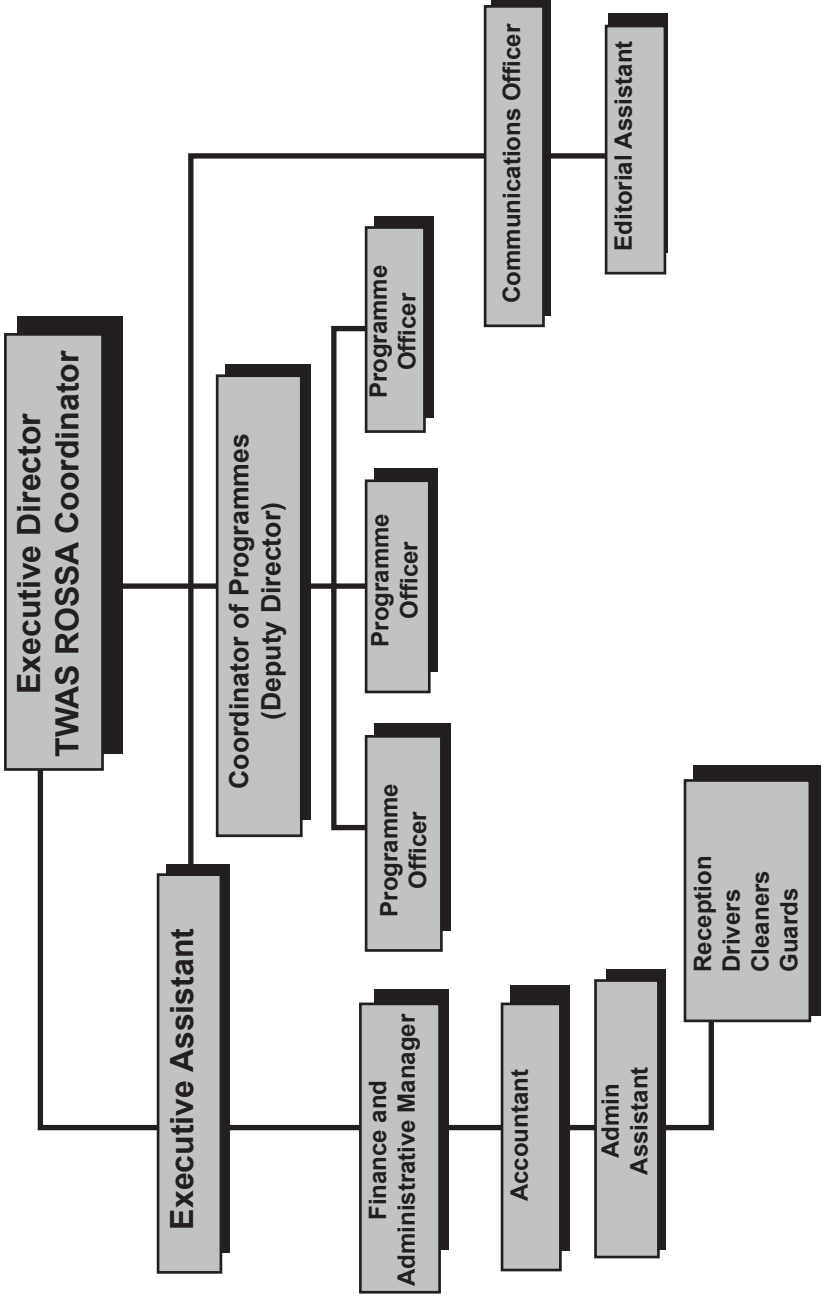 Executive Director
TWAS ROSSA Coordinator
Executive Assistant
Coordinator of Programmes
(Deputy Director)
Finance and
Administrative Manager
Programme
Officer
Programme
Officer
Programme
Officer
Communications Officer
Accountant
Admin
Assistant
Editorial Assistant
Reception
Drivers
Cleaners
Guards